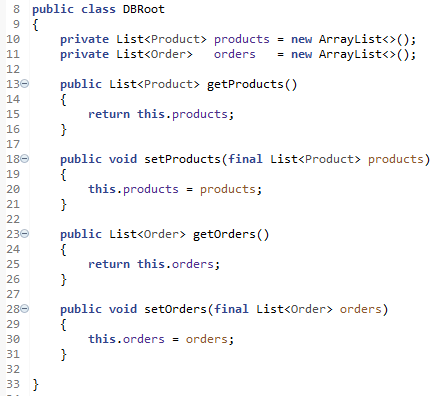 8 public class DBRoot
9 {
10     private List<Product> products = new ArrayList<>();
11     private List<Order>   orders   = new ArrayList<>();
12
13     public List<Product> getProducts()
14     {
15         return this.products;
16     }
17
18     public void setProducts(final List<Product> products)
19     {
20         this.products = products;
21     }
22
23     public List<Order> getOrders()
24     {
25         return this.orders;
26     }
27
28     public void setOrders(final List<Order> orders)
29     {
30         this.orders = orders;
31     }
32
33 }